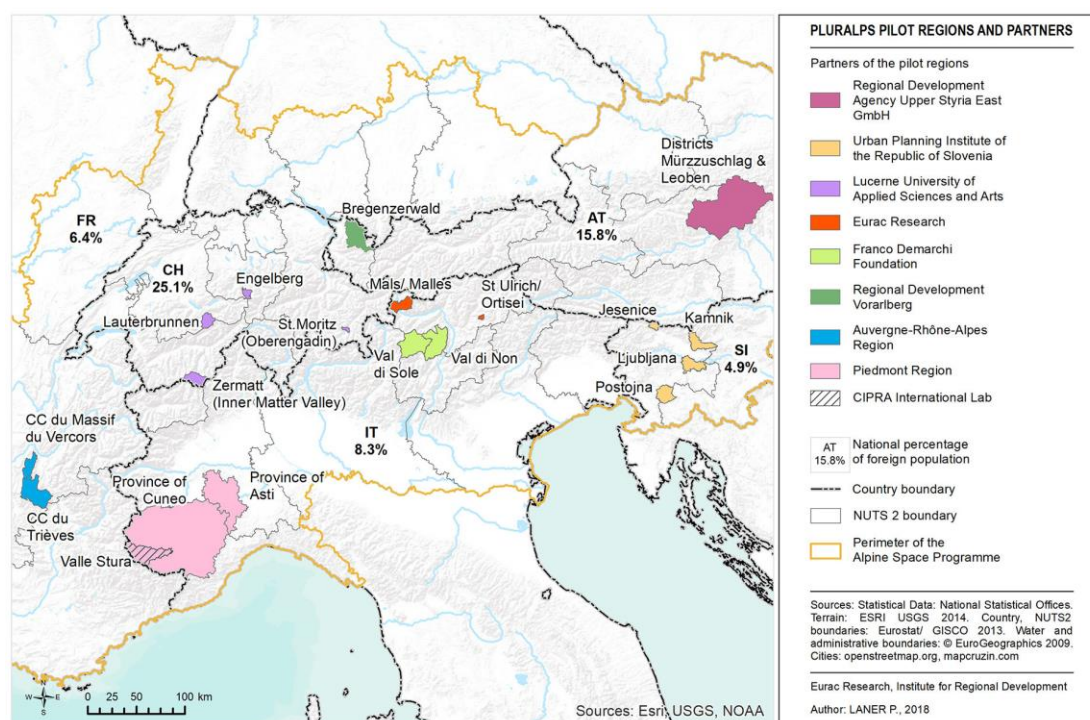 Districts
Mürzzuschlag &
Leoben
FR
6.4%
Bregenzerwald
AT
15.8%
CH
25.1%
Engelberg
Mals/ Malles
St Ulrich/
Ortisei
Lauterbrunnen
St.Moritz
(Oberengadin)
Jesenice
Kamnik
Val
di Sole
Val di Non
Ljubljana
SI
4.9%
Zermatt
(Inner Matter Valley)
Postojna
CC du Massif
du Vercors
IT
8.3%
Province of
Cuneo
Province of
Asti
CC du
Trièves
Valle Stura
N
W E
S
0 25 50 100 km
Sources: Esri, USGS, NOAA
PLURALPS PILOT REGIONS AND PARTNERS
Partners of the pilot regions
Regional Development
Agency Upper Styria East
GmbH
Urban Planning Institute of
the Republic of Slovenia
Lucerne University of
Applied Sciences and Arts
Eurac Research
Franco Demarchi
Foundation
Regional Development
Vorarlberg
Auvergne-Rhône-Alpes
Region
Piedmont Region
CIPRA International Lab
AT
15.8%
National percentage
of foreign population
Country boundary
NUTS 2 boundary
Perimeter of the
Alpine Space Programme
Sources: Statistical Data: National Statistical Offices.
Terrain: ESRI USGS 2014. Country, NUTS2
boundaries: Eurostat/ GISCO 2013. Water and
administrative boundaries: © EuroGeographics 2009.
Cities: openstreetmap.org, mapcruzin.com
Eurac Research, Institute for Regional Development
Author: LANER P., 2018